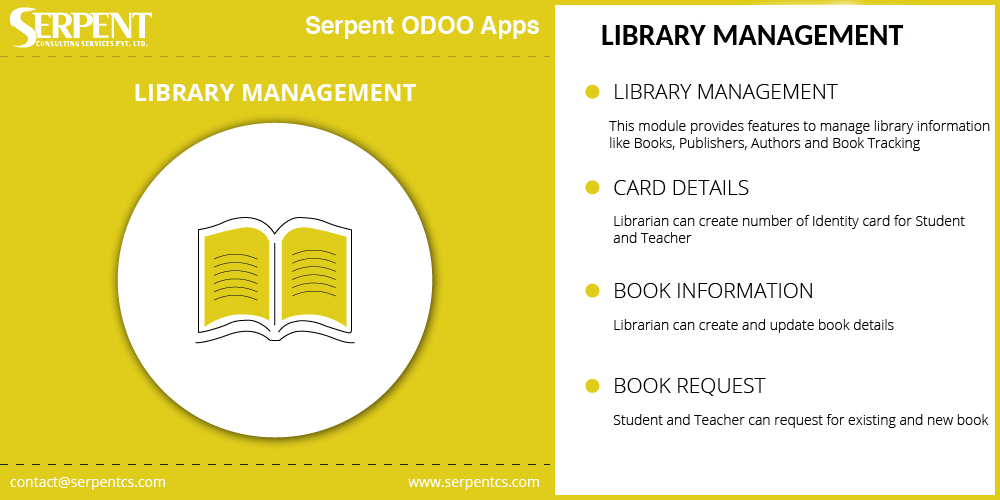 SERPENT
CONSULTING SERVICES PVT. LTD.
Serpent ODOO Apps
LIBRARY MANAGEMENT
contact@serpentcs.com
www.serpentcs.com
LIBRARY MANAGEMENT
LIBRARY MANAGEMENT
This module provides features to manage library information
like Books, Publishers, Authors and Book Tracking
CARD DETAILS
Librarian can create number of Identity card for Student
and Teacher
BOOK INFORMATION
Librarian can create and update book details
BOOK REQUEST
Student and Teacher can request for existing and new book